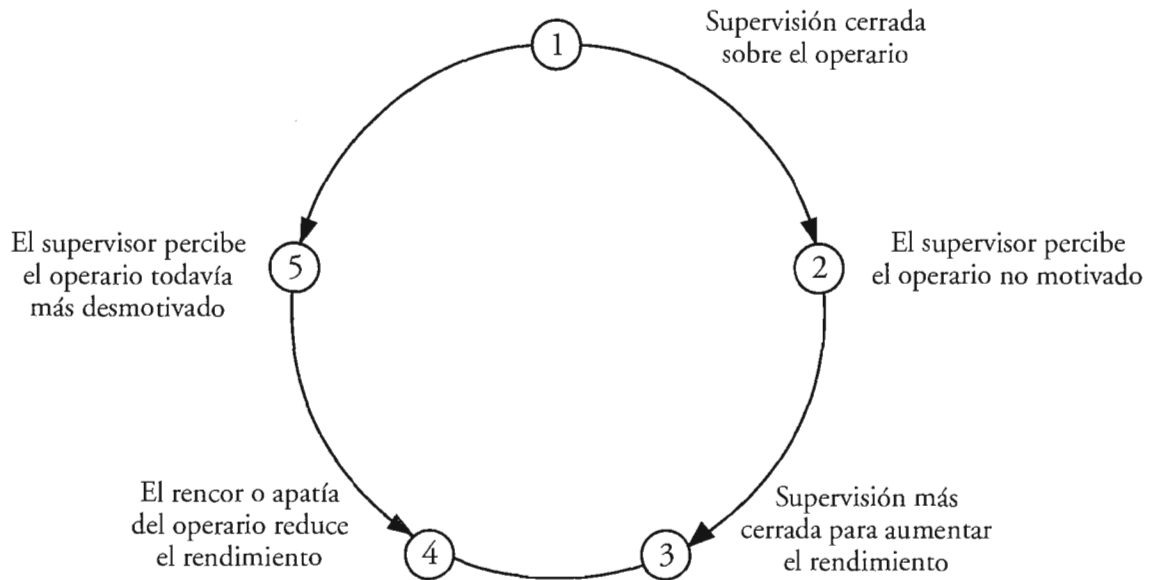 1
Supervisión cerrada
sobre el operario
El supervisor percibe
el operario todavía
más desmotivado
5
2
El supervisor percibe
el operario no motivado
El rencor o apatía
del operario reduce
el rendimiento
4
3
Supervisión más
cerrada para aumentar
el rendimiento